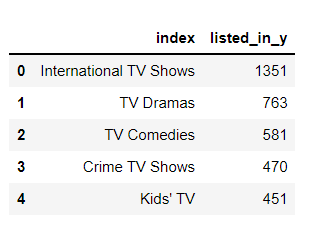 index listed_in_y
0 International TV Shows 1351
1 TV Dramas 763
2 TV Comedies 581
3 Crime TV Shows 470
4 Kids' TV 451